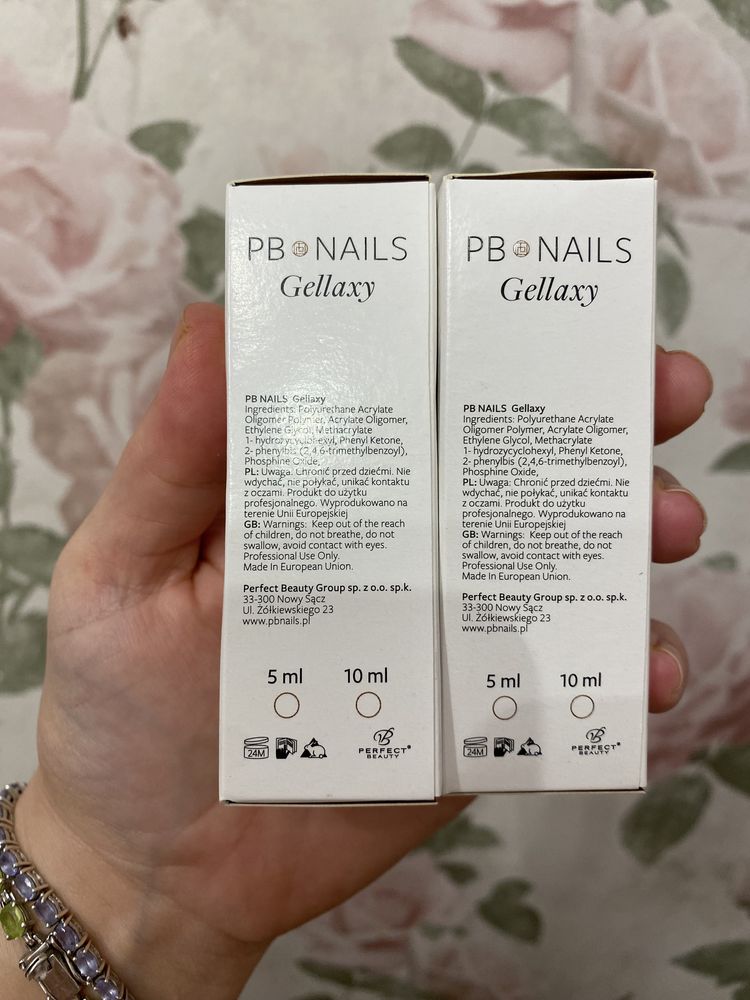 PB NAILS
Gellaxy
PB NAILS Gellaxy
Ingredients: Polyurethane Acrylate
Oligomer Polymer, Acrylate Oligomer,
Ethylene Glycol, Methacrylate
1- hydrozycyclohexyl, Phenyl Ketone,
2- phenylbis (2,4,6-trimethylbenzoyl),
Phosphine Oxide,
PL: Uwaga: Chronić przed dziećmi. Nie
wdychać, nie połykać, unikać kontaktu
z oczami. Produkt do użytku
profesjonalnego. Wyprodukowano na
terenie Unii Europejskiej
GB: Warnings: Keep out of the reach
of children, do not breathe, do not
swallow, avoid contact with eyes.
Professional Use Only.
Made In European Union.
Perfect Beauty Group sp. z o.o. sp.k.
33-300 Nowy Sącz
Ul. Żółkiewskiego 23
www.pbnails.pl
5 ml 10 ml
24M
PERFECT®
BEAUTY
PB NAILS
Gellaxy
PB NAILS Gellaxy
Ingredients: Polyurethane Acrylate
Oligomer Polymer, Acrylate Oligomer,
Ethylene Glycol, Methacrylate
1- hydrozycyclohexyl, Phenyl Ketone,
2- phenylbis (2,4,6-trimethylbenzoyl),
Phosphine Oxide,
PL: Uwaga: Chronić przed dziećmi. Nie
wdychać, nie połykać, unikać kontaktu
z oczami. Produkt do użytku
profesjonalnego. Wyprodukowano na
terenie Unii Europejskiej
GB: Warnings: Keep out of the reach
of children, do not breathe, do not
swallow, avoid contact with eyes.
Professional Use Only.
Made In European Union.
Perfect Beauty Group sp. z o.o. sp.k.
33-300 Nowy Sącz
Ul. Żółkiewskiego 23
www.pbnails.pl
5 ml 10 ml
24M
PERFECT®
BEAUTY